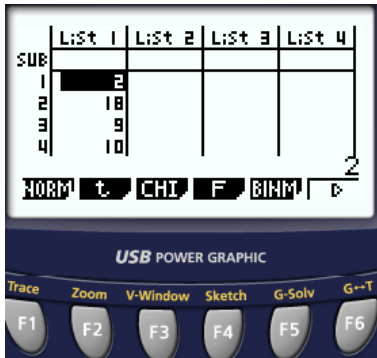 List 1 List 2 List 3 List 4
SUB
1 2
2 18
3 9
4 10
2
NORM t CHI F BINM ▷
USB POWER GRAPHIC
Trace Zoom V-Window Sketch G-Solv G↔T
F1 F2 F3 F4 F5 F6